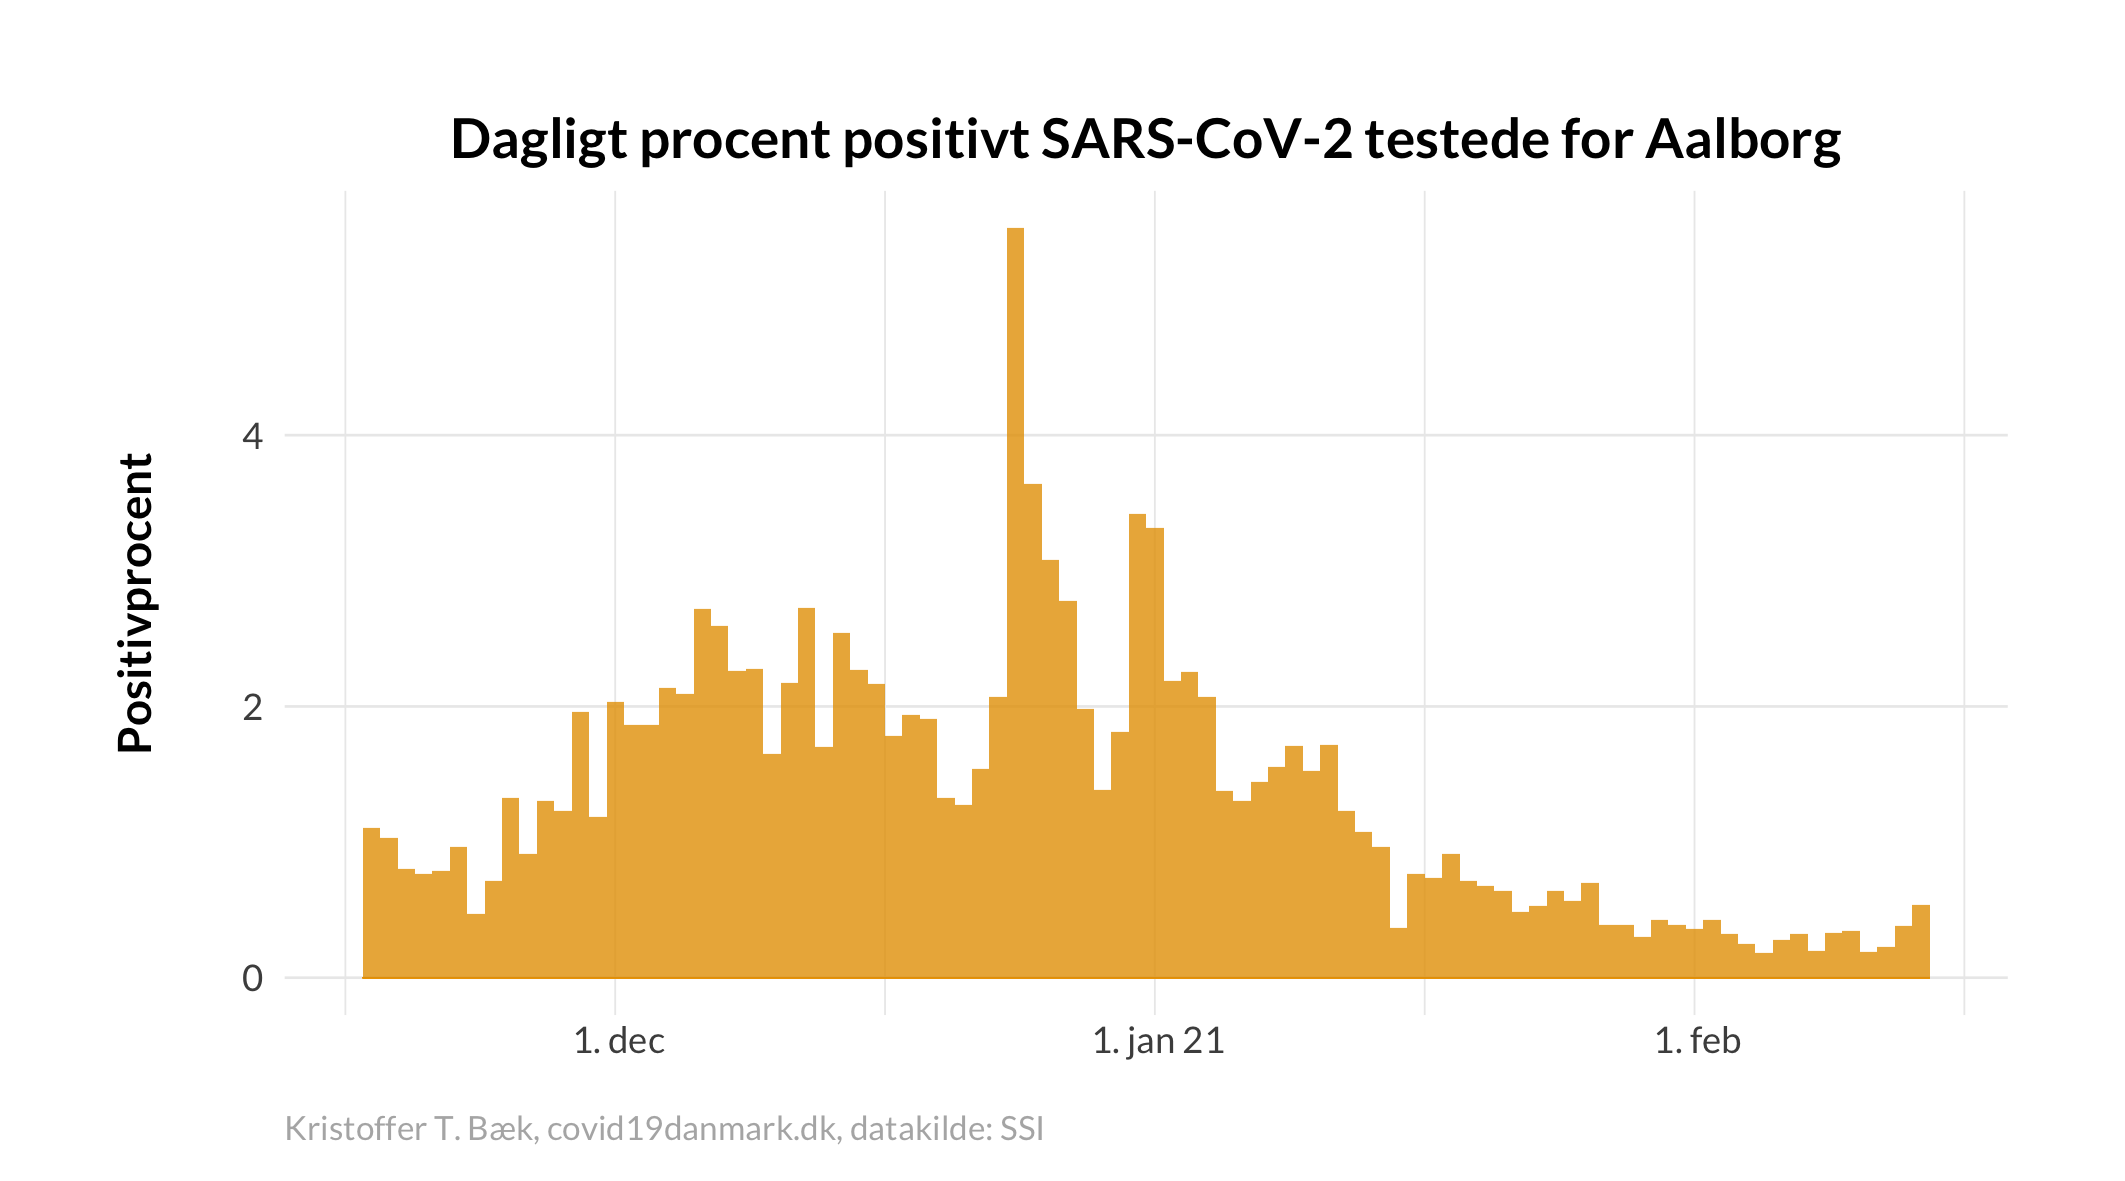 Dagligt procent positivt SARS-CoV-2 testede for Aalborg
Positivprocent
4
2
0
1. dec
1. jan 21
1. feb
Kristoffer T. Bæk, covid19danmark.dk, datakilde: SSI